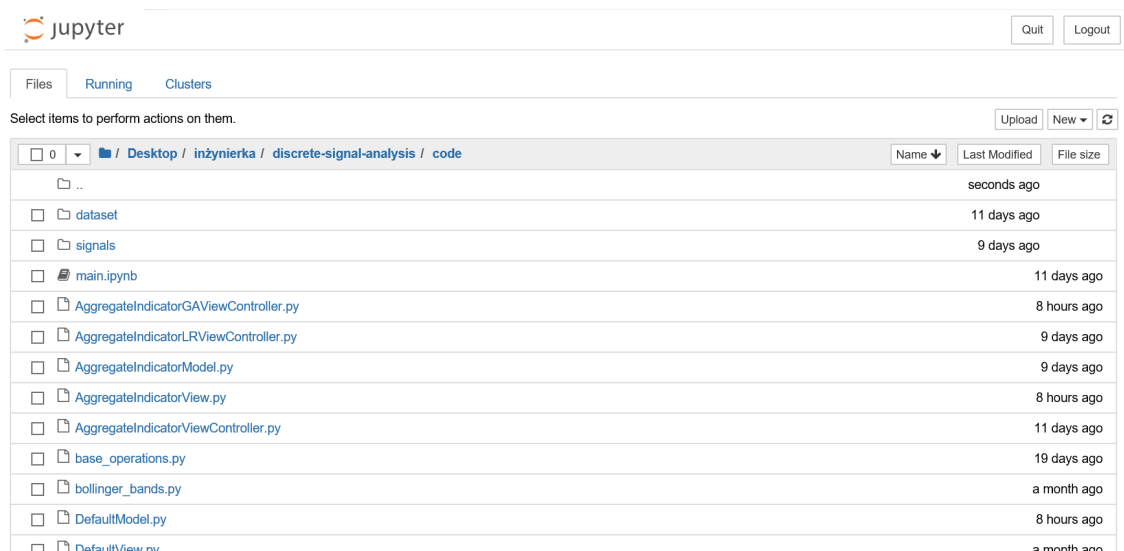 jupyter
Quit Logout
Files Running Clusters
Select items to perform actions on them.
Upload New
0 / Desktop / inżynierka / discrete-signal-analysis / code Name Last Modified File size
.. seconds ago
dataset 11 days ago
signals 9 days ago
main.ipynb 11 days ago
AggregateIndicatorGAViewController.py 8 hours ago
AggregateIndicatorLRViewController.py 9 days ago
AggregateIndicatorModel.py 9 days ago
AggregateIndicatorView.py 8 hours ago
AggregateIndicatorViewController.py 11 days ago
base_operations.py 19 days ago
bollinger_bands.py a month ago
DefaultModel.py 8 hours ago
DefaultView.py a month ago